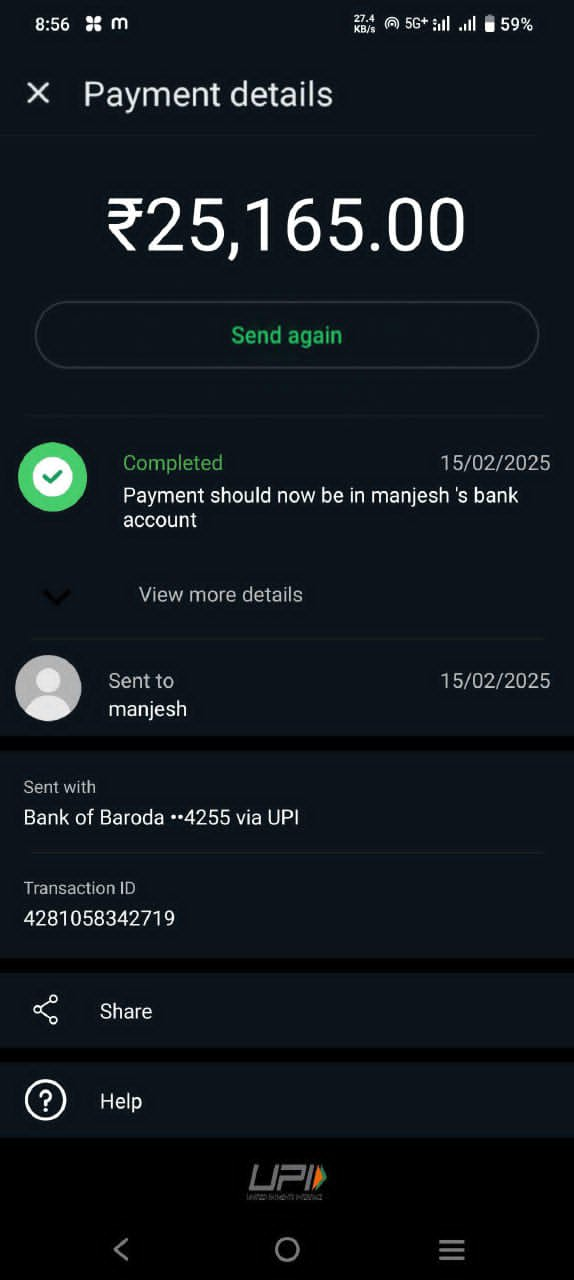 8:56 m 27.4 KB/s 5G+ 59%
Payment details
₹25,165.00
Send again
Completed 15/02/2025
Payment should now be in manjesh 's bank
account
View more details
Sent to 15/02/2025
manjesh
Sent with
Bank of Baroda ••4255 via UPI
Transaction ID
4281058342719
Share
Help
UPI
UNITED PAYMENTS INTERFACE